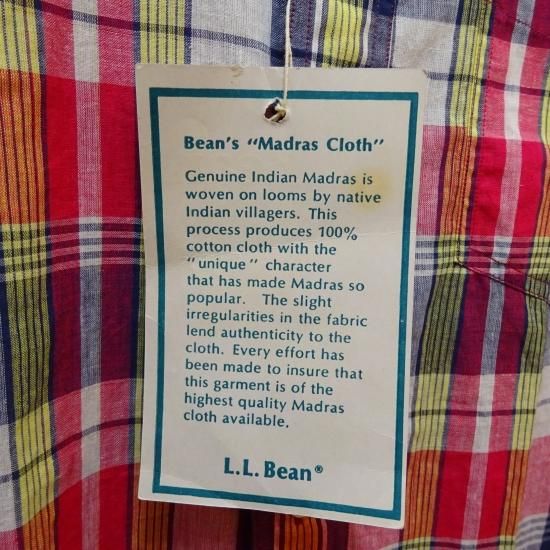 Bean's "Madras Cloth"
Genuine Indian Madras is
woven on looms by native
Indian villagers. This
process produces 100%
cotton cloth with the
"unique" character
that has made Madras so
popular. The slight
irregularities in the fabric
lend authenticity to the
cloth. Every effort has
been made to insure that
this garment is of the
highest quality Madras
cloth available.
L.L.Bean®